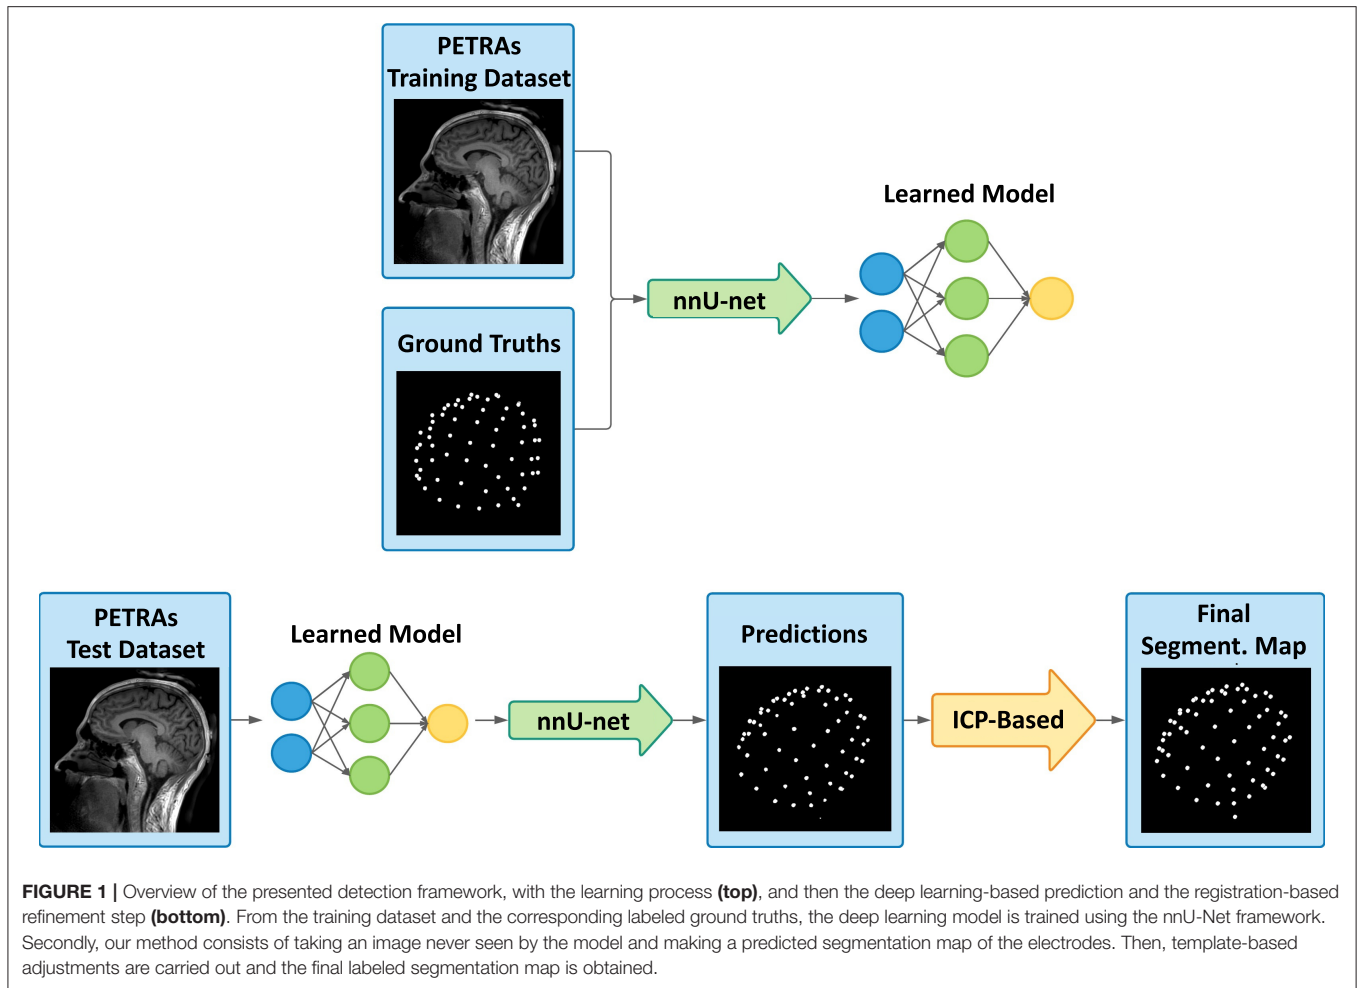 PETRAs
Training Dataset
Learned Model
nnU-net
Ground Truths
PETRAs
Test Dataset
Learned Model
nnU-net
Predictions
ICP-Based
Final
Segment. Map
FIGURE 1 | Overview of the presented detection framework, with the learning process (top), and then the deep learning-based prediction and the registration-based
refinement step (bottom). From the training dataset and the corresponding labeled ground truths, the deep learning model is trained using the nnU-Net framework.
Secondly, our method consists of taking an image never seen by the model and making a predicted segmentation map of the electrodes. Then, template-based
adjustments are carried out and the final labeled segmentation map is obtained.